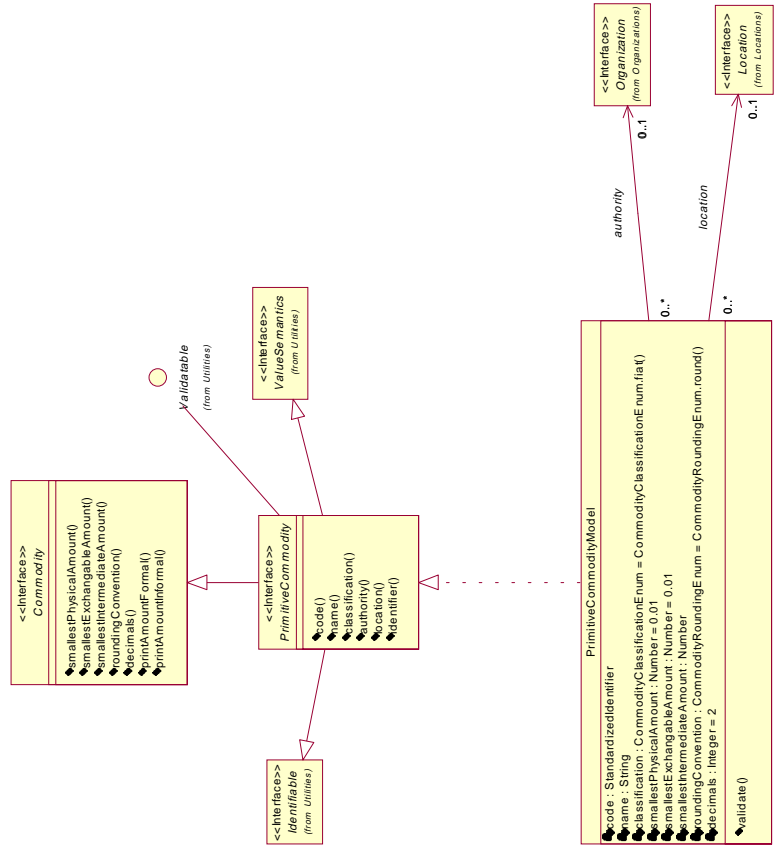 <<Interface>>
Commodity
smallestPhysicalAmount()
smallestExchangableAmount()
smallestIntermediateAmount()
roundingConvention()
decimals()
printAmountFormal()
printAmountInformal()
Validatable
(from Utilities)
<<Interface>>
Identifiable
(from Utilities)
<<Interface>>
PrimitiveCommodity
code()
name()
classification()
authority()
location()
identifier()
<<Interface>>
ValueSemantics
(from Utilities)
PrimitiveCommodityModel
code : StandardizedIdentifier
name : String
classification : CommodityClassificationEnum = CommodityClassificationEnum.fiat()
smallestPhysicalAmount : Number = 0.01
smallestExchangableAmount : Number = 0.01
smallestIntermediateAmount : Number
roundingConvention : CommodityRoundingEnum = CommodityRoundingEnum.round()
decimals : Integer = 2
validate()
0..*
0..*
authority
location
0..1
0..1
<<Interface>>
Organization
(from Organizations)
<<Interface>>
Location
(from Locations)